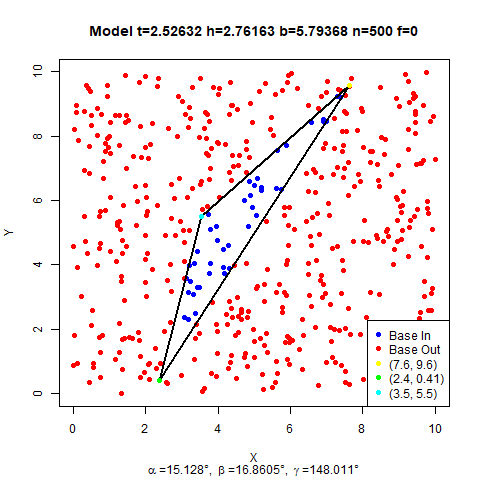 Model t=2.52632 h=2.76163 b=5.79368 n=500 f=0
10
8
6
4
2
0
Y
Base In
Base Out
(7.6, 9.6)
(2.4, 0.41)
(3.5, 5.5)
0 2 4 6 8 10
X
α =15.128°, β =16.8605°, γ =148.011°